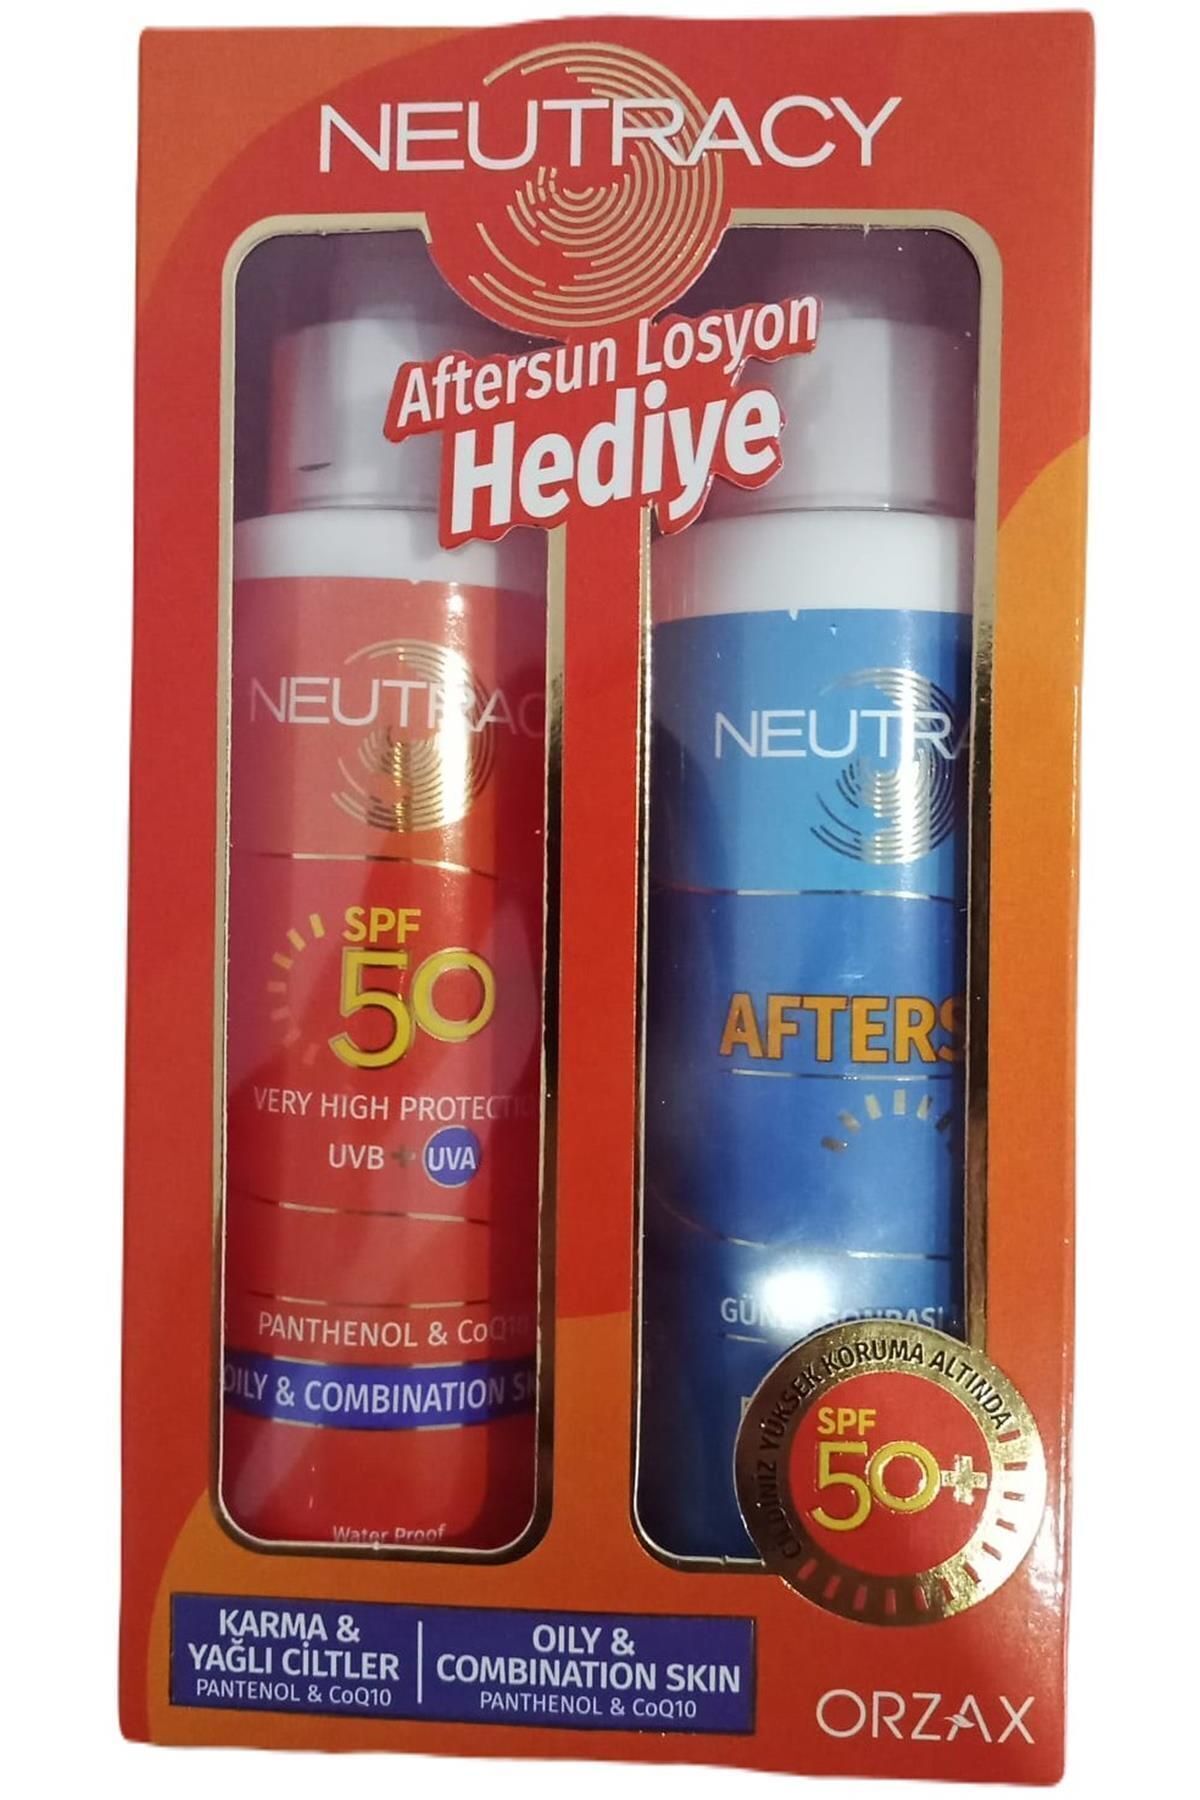 NEUTRACY
Aftersun Losyon
Hediye
NEUTRAC
SPF
50
VERY HIGH PROTECTI
UVB + UVA
PANTHENOL & CoQ10
OILY & COMBINATION SK
Water Proof
NEUTRA
AFTERS
CİLDİNİZ YÜKSEK KORUMA ALTINDA!
SPF
50+
KARMA &
YAĞLI CİLTLER
PANTENOL & CoQ10
OILY &
COMBINATION SKIN
PANTHENOL & CoQ10
ORZAX